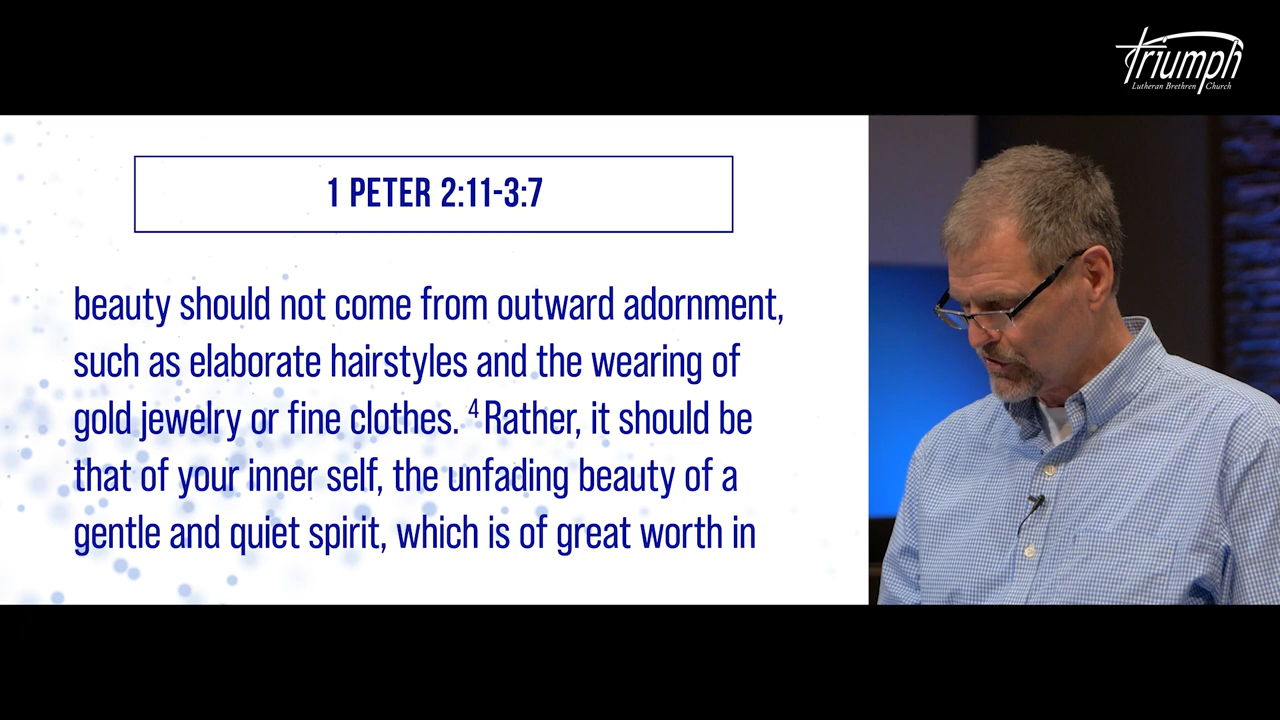 Triumph
Lutheran Brethren Church
1 PETER 2:11-3:7
beauty should not come from outward adornment,
such as elaborate hairstyles and the wearing of
gold jewelry or fine clothes. ⁴ Rather, it should be
that of your inner self, the unfading beauty of a
gentle and quiet spirit, which is of great worth in